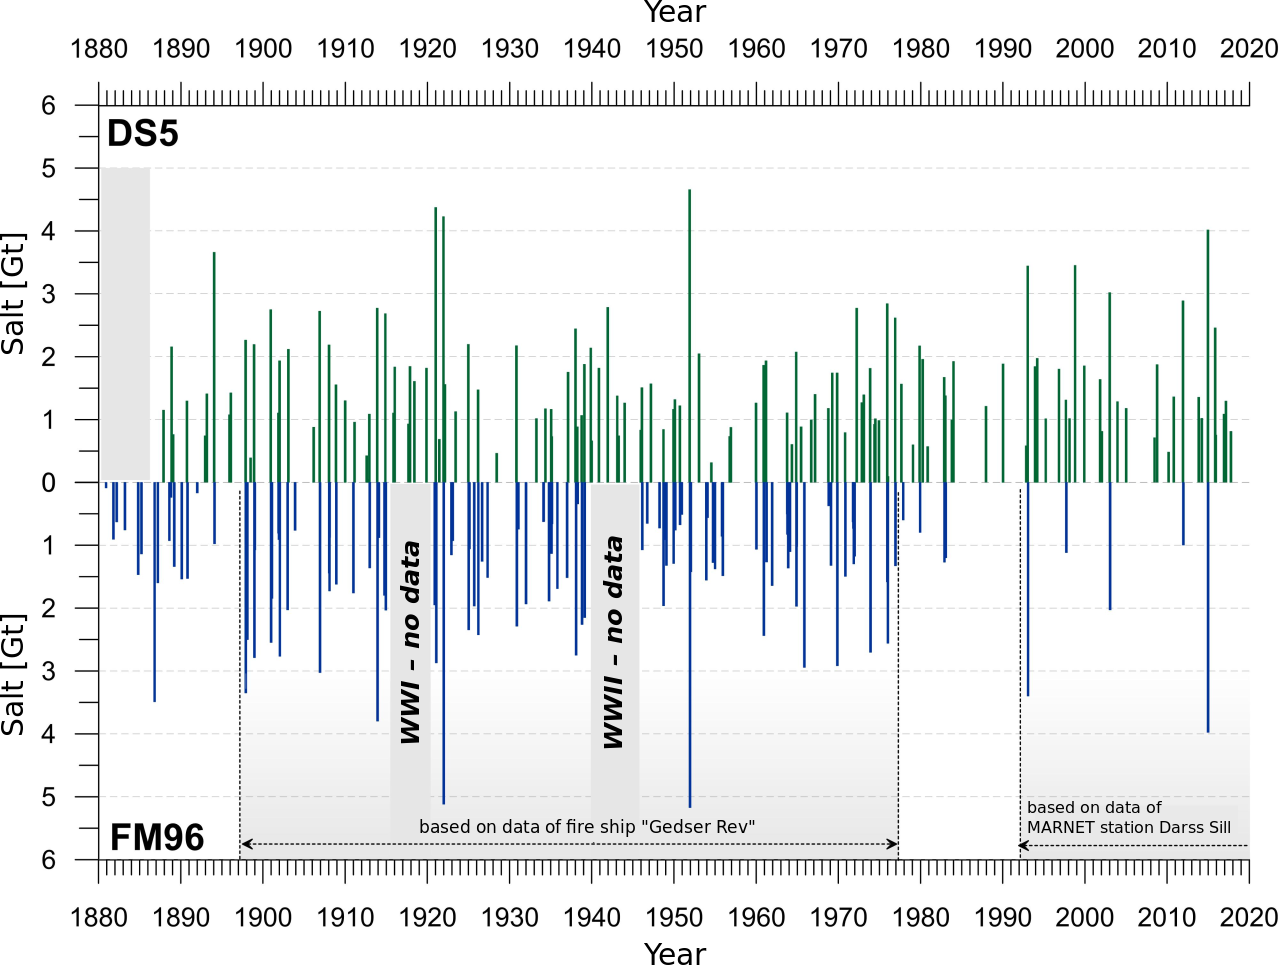 Year
1880 1890 1900 1910 1920 1930 1940 1950 1960 1970 1980 1990 2000 2010 2020
6
DS5
5
4
Salt [Gt]
3
2
1
0
1
2
Salt [Gt]
3
4
5
6
WWI – no data
WWII – no data
based on data of fire ship "Gedser Rev"
based on data of
MARNET station Darss Sill
FM96
1880 1890 1900 1910 1920 1930 1940 1950 1960 1970 1980 1990 2000 2010 2020
Year